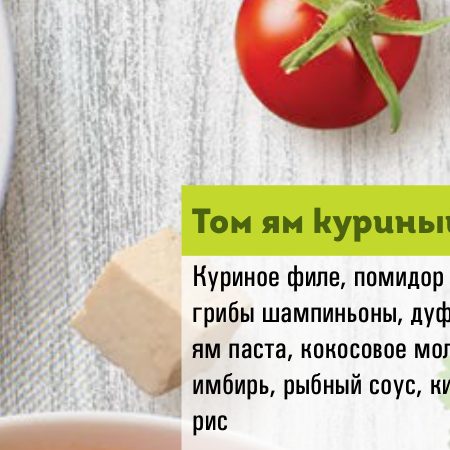 Том ям куриный
Куриное филе, помидор
грибы шампиньоны,
ям паста, кокосовое
имбирь, рыбный соус,
рис